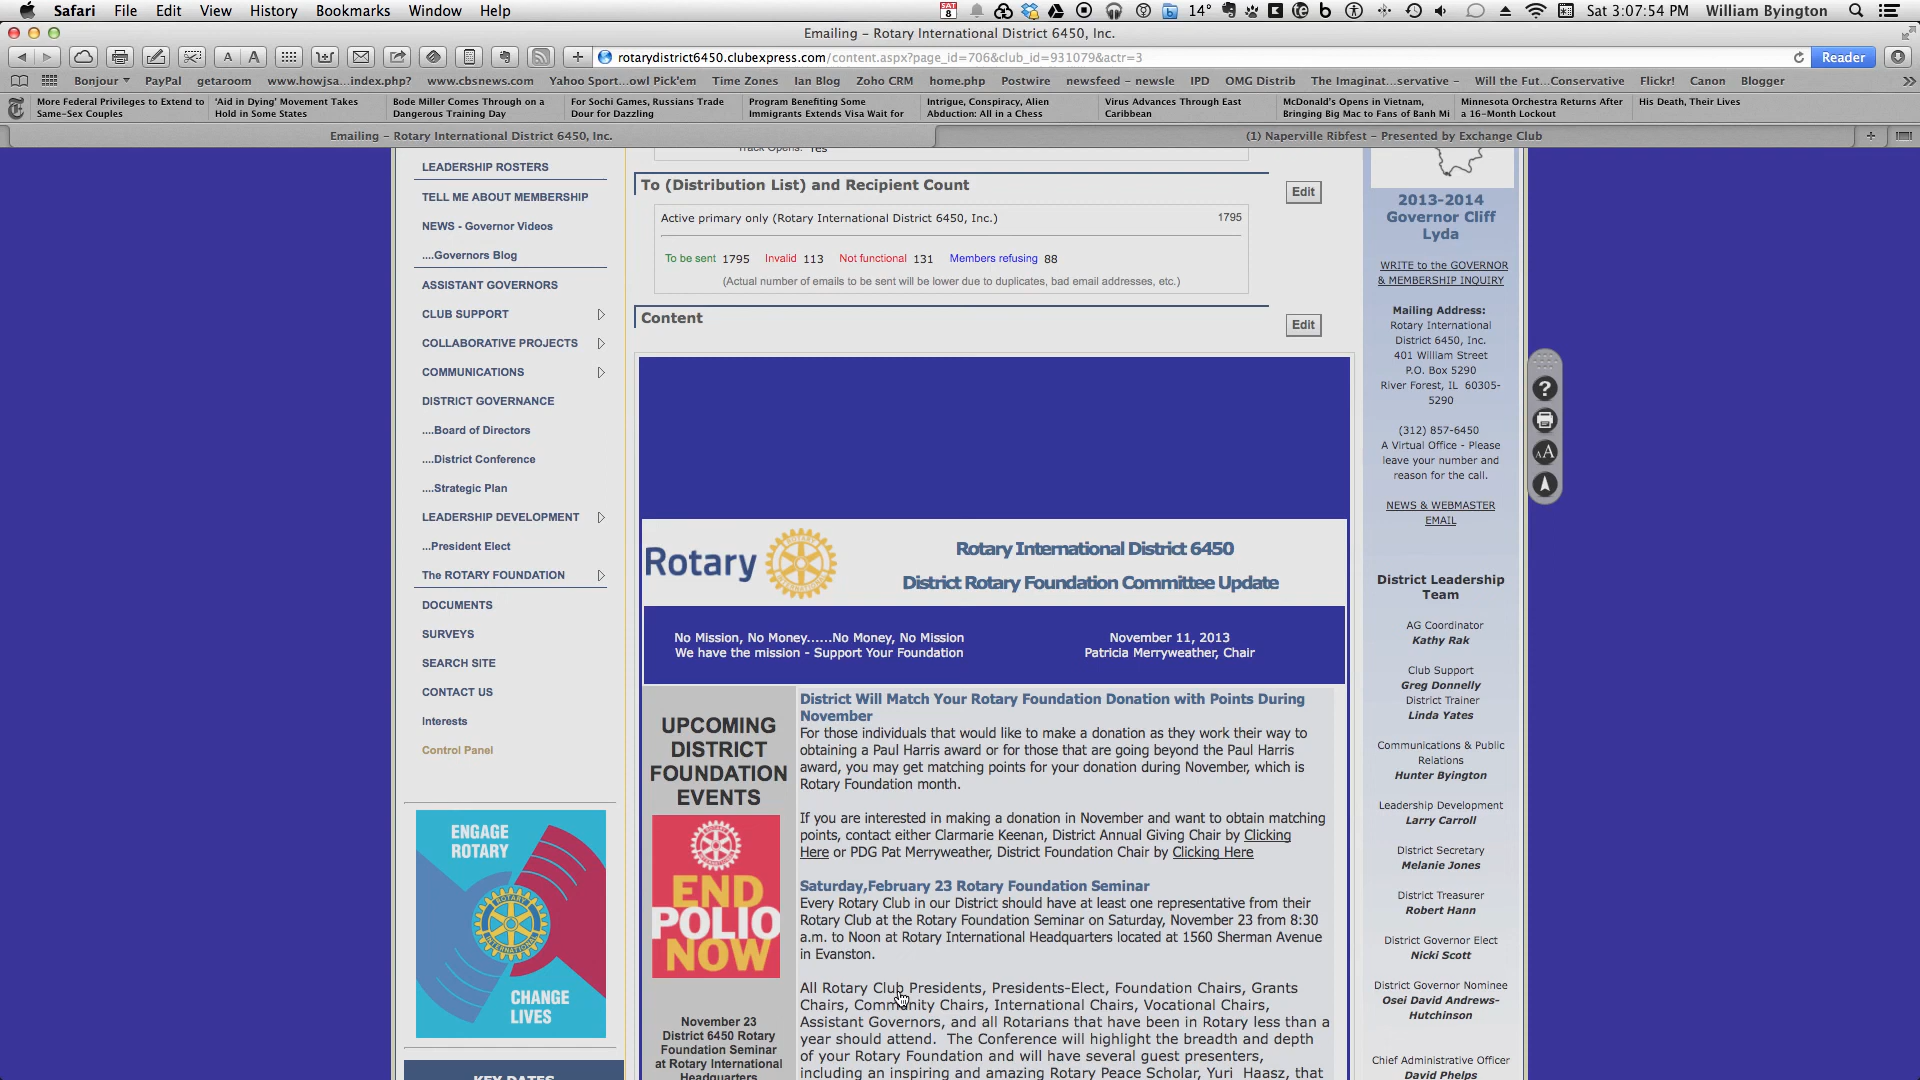 Safari File Edit View History Bookmarks Window Help
SAT 8 14° Sat 3:07:54 PM William Byington
Emailing – Rotary International District 6450, Inc.
A A rotarydistrict6450.clubexpress.com/content.aspx?page_id=706&club_id=931079&actr=3 Reader
Bonjour PayPal getaroom www.howjsa...index.php? www.cbsnews.com Yahoo Sport...owl Pick'em Time Zones Ian Blog Zoho CRM home.php Postwire newsfeed – newsle IPD OMG Distrib The Imaginat...servative – Will the Fut...Conservative Flickr! Canon Blogger
More Federal Privileges to Extend to
Same-Sex Couples
'Aid in Dying' Movement Takes
Hold in Some States
Bode Miller Comes Through on a
Dangerous Training Day
For Sochi Games, Russians Trade
Dour for Dazzling
Program Benefiting Some
Immigrants Extends Visa Wait for
Intrigue, Conspiracy, Alien
Abduction: All in a Chess
Virus Advances Through East
Caribbean
McDonald's Opens in Vietnam,
Bringing Big Mac to Fans of Banh Mi
Minnesota Orchestra Returns After
a 16-Month Lockout
His Death, Their Lives
Emailing – Rotary International District 6450, Inc.
(1) Naperville Ribfest – Presented by Exchange Club
LEADERSHIP ROSTERS
TELL ME ABOUT MEMBERSHIP
NEWS - Governor Videos
....Governors Blog
ASSISTANT GOVERNORS
CLUB SUPPORT
COLLABORATIVE PROJECTS
COMMUNICATIONS
DISTRICT GOVERNANCE
....Board of Directors
....District Conference
....Strategic Plan
LEADERSHIP DEVELOPMENT
...President Elect
The ROTARY FOUNDATION
DOCUMENTS
SURVEYS
SEARCH SITE
CONTACT US
Interests
Control Panel
ENGAGE
ROTARY
CHANGE
LIVES
KEY DATES
Track Opens: Yes
To (Distribution List) and Recipient Count
Edit
Active primary only (Rotary International District 6450, Inc.) 1795
To be sent 1795 Invalid 113 Not functional 131 Members refusing 88
(Actual number of emails to be sent will be lower due to duplicates, bad email addresses, etc.)
Content
Edit
Rotary
Rotary International District 6450
District Rotary Foundation Committee Update
No Mission, No Money......No Money, No Mission
We have the mission - Support Your Foundation
November 11, 2013
Patricia Merryweather, Chair
UPCOMING
DISTRICT
FOUNDATION
EVENTS
END
POLIO
NOW
November 23
District 6450 Rotary
Foundation Seminar
at Rotary International
Headquarters
District Will Match Your Rotary Foundation Donation with Points During
November
For those individuals that would like to make a donation as they work their way to
obtaining a Paul Harris award or for those that are going beyond the Paul Harris
award, you may get matching points for your donation during November, which is
Rotary Foundation month.
If you are interested in making a donation in November and want to obtain matching
points, contact either Clarmarie Keenan, District Annual Giving Chair by Clicking
Here or PDG Pat Merryweather, District Foundation Chair by Clicking Here
Saturday,February 23 Rotary Foundation Seminar
Every Rotary Club in our District should have at least one representative from their
Rotary Club at the Rotary Foundation Seminar on Saturday, November 23 from 8:30
a.m. to Noon at Rotary International Headquarters located at 1560 Sherman Avenue
in Evanston.
All Rotary Club Presidents, Presidents-Elect, Foundation Chairs, Grants
Chairs, Community Chairs, International Chairs, Vocational Chairs,
Assistant Governors, and all Rotarians that have been in Rotary less than a
year should attend. The Conference will highlight the breadth and depth
of your Rotary Foundation and will have several guest presenters,
including an inspiring and amazing Rotary Peace Scholar, Yuri Haasz, that
2013-2014
Governor Cliff
Lyda
WRITE to the GOVERNOR
& MEMBERSHIP INQUIRY
Mailing Address:
Rotary International
District 6450, Inc.
401 William Street
P.O. Box 5290
River Forest, IL 60305-
5290
(312) 857-6450
A Virtual Office - Please
leave your number and
reason for the call.
NEWS & WEBMASTER
EMAIL
District Leadership
Team
AG Coordinator
Kathy Rak
Club Support
Greg Donnelly
District Trainer
Linda Yates
Communications & Public
Relations
Hunter Byington
Leadership Development
Larry Carroll
District Secretary
Melanie Jones
District Treasurer
Robert Hann
District Governor Elect
Nicki Scott
District Governor Nominee
Osei David Andrews-
Hutchinson
Chief Administrative Officer
David Phelps
?
AA